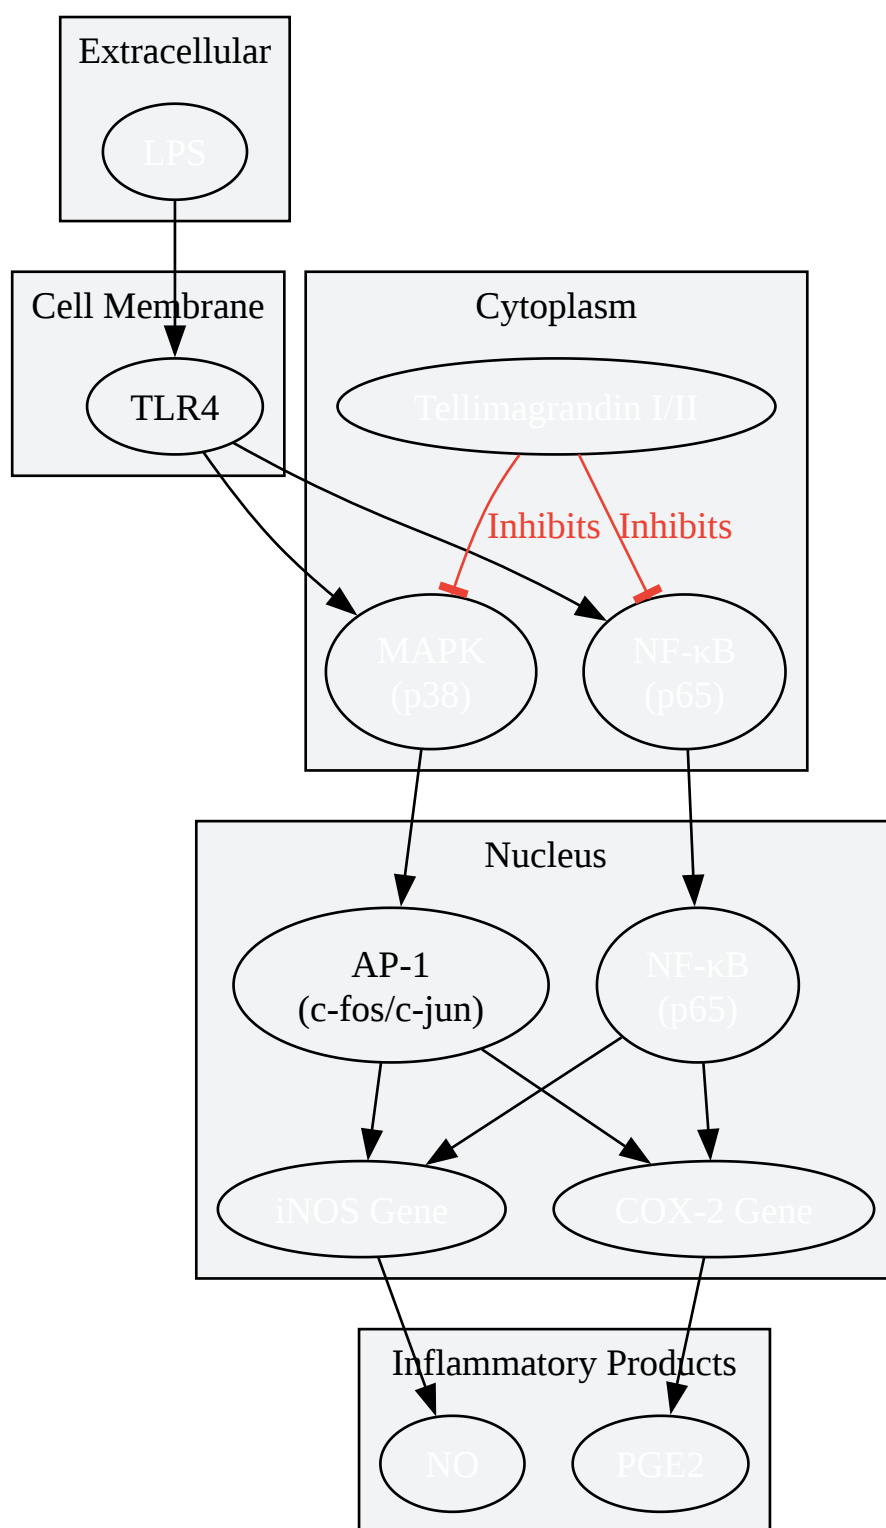 Extracellular
LPS
Cell Membrane
TLR4
Cytoplasm
Tellimagrandin I/II
Inhibits
Inhibits
MAPK
(p38)
NF-κB
(p65)
Nucleus
AP-1
(c-fos/c-jun)
NF-κB
(p65)
iNOS Gene
COX-2 Gene
Inflammatory Products
NO
PGE2